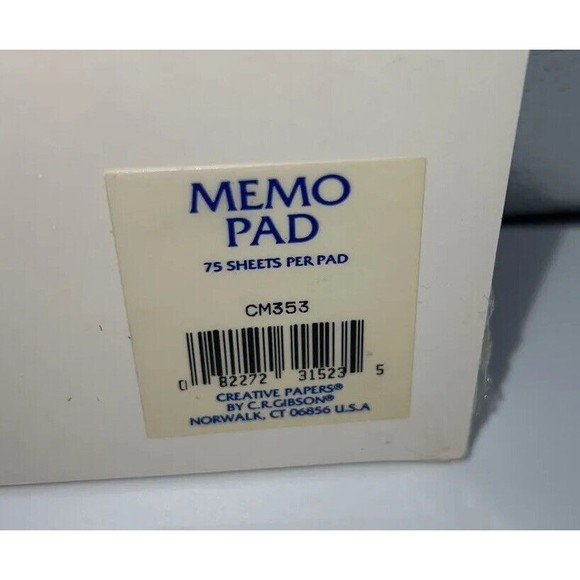 MEMO
PAD
75 SHEETS PER PAD
CM353
0 82272 31523 5
CREATIVE PAPERS®
BY C.R. GIBSON®
NORWALK, CT 06856 U.S.A